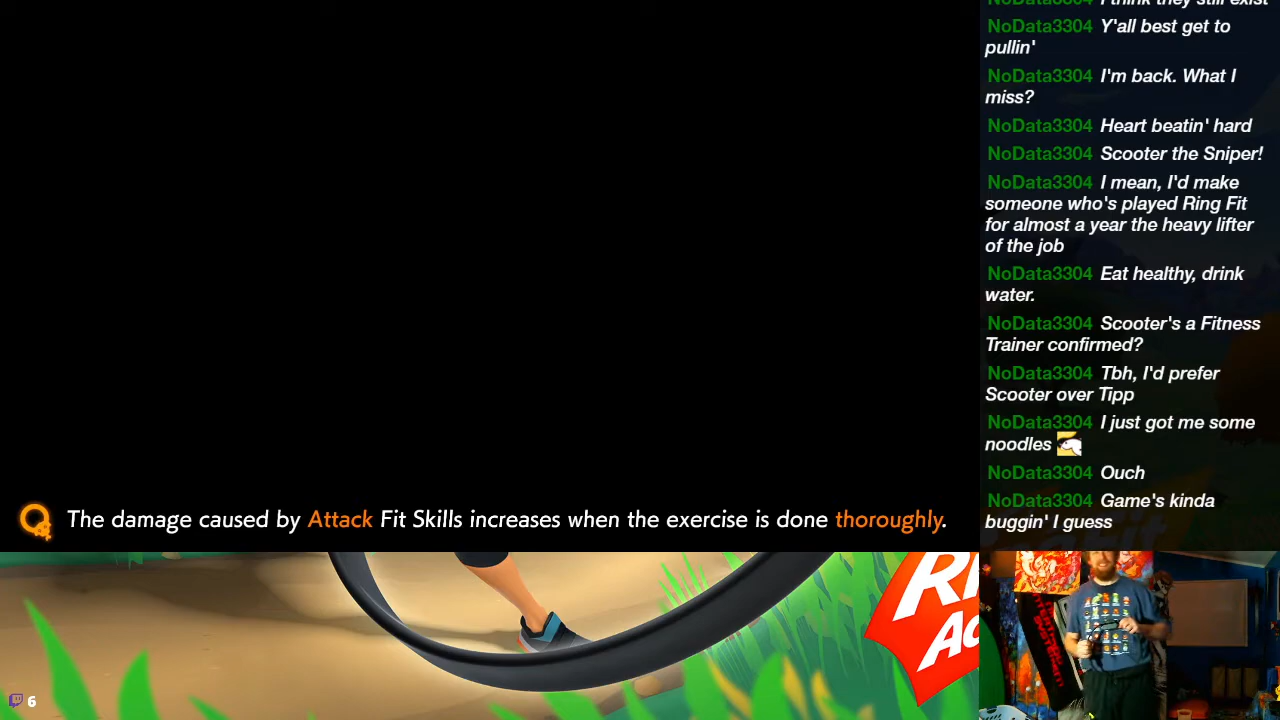 The damage caused by Attack Fit Skills increases when the exercise is done thoroughly.
6
NoData3304 Y'all best get to
pullin'
NoData3304 I'm back. What I
miss?
NoData3304 Heart beatin' hard
NoData3304 Scooter the Sniper!
NoData3304 I mean, I'd make
someone who's played Ring Fit
for almost a year the heavy lifter
of the job
NoData3304 Eat healthy, drink
water.
NoData3304 Scooter's a Fitness
Trainer confirmed?
NoData3304 Tbh, I'd prefer
Scooter over Tipp
NoData3304 I just got me some
noodles
NoData3304 Ouch
NoData3304 Game's kinda
buggin' I guess